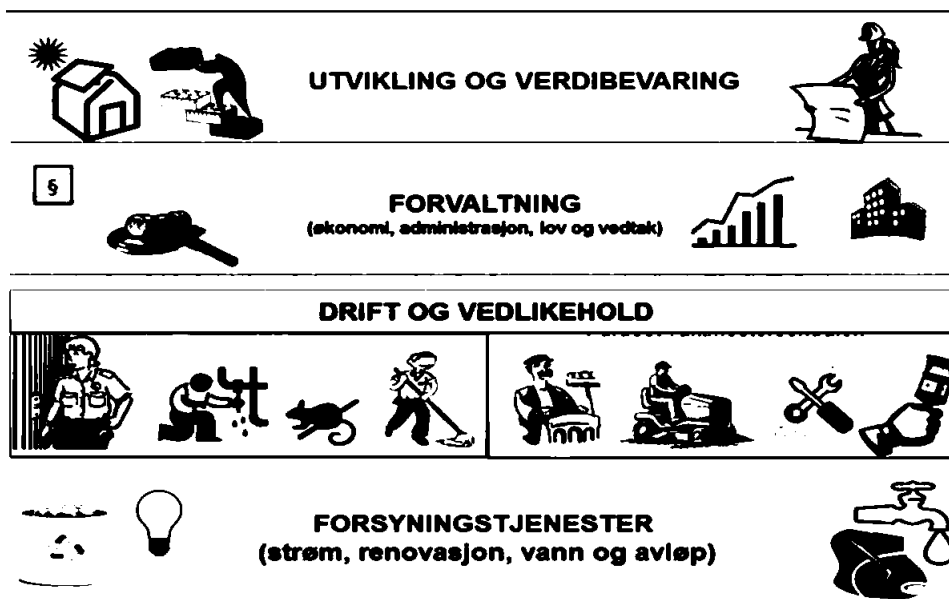 UTVIKLING OG VERDIBEVARING
§
FORVALTNING
(økonomi, administrasjon, lov og vedtak)
DRIFT OG VEDLIKEHOLD
FORSYNINGSTJENESTER
(strøm, renovasjon, vann og avløp)